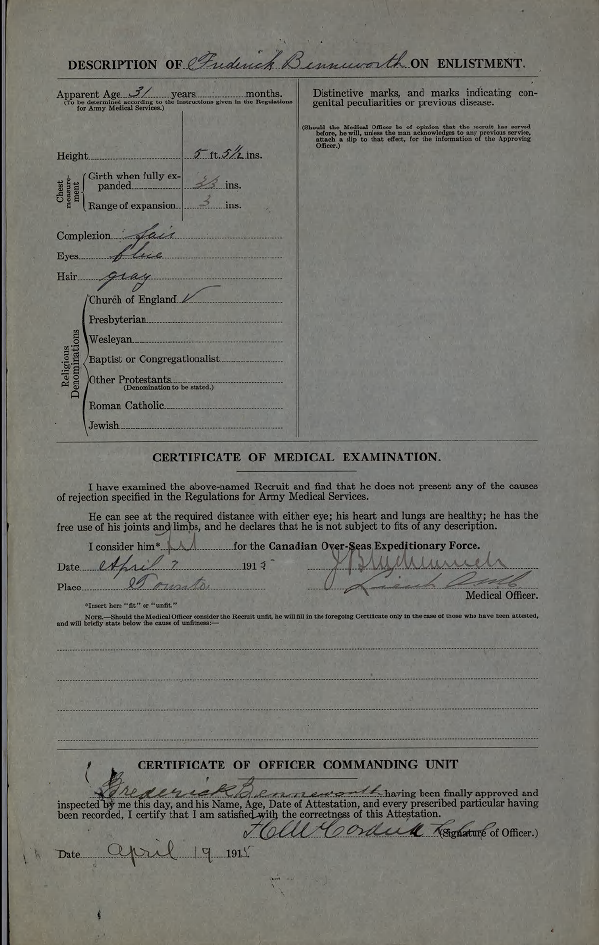 DESCRIPTION OF Frederick Benneworth ON ENLISTMENT.
Apparent Age 31 years months.
(To be determined according to the instructions given in the Regulations
for Army Medical Services.)
Height 5 ft. 5½ ins.
Chest measurement
Girth when fully expanded ins.
Range of expansion 3 ins.
Complexion fair
Eyes blue
Hair gray
Religious Denominations
Church of England ✓
Presbyterian
Wesleyan
Baptist or Congregationalist
Other Protestants
(Denomination to be stated.)
Roman Catholic
Jewish
Distinctive marks, and marks indicating con-
genital peculiarities or previous disease.
(Should the Medical Officer be of opinion that the recruit has served
before, he will, unless the man acknowledges to any previous service,
attach a slip to that effect, for the information of the Approving
Officer.)
CERTIFICATE OF MEDICAL EXAMINATION.
I have examined the above-named Recruit and find that he does not present any of the causes
of rejection specified in the Regulations for Army Medical Services.
He can see at the required distance with either eye; his heart and lungs are healthy; he has the
free use of his joints and limbs, and he declares that he is not subject to fits of any description.
I consider him* fit for the Canadian Over-Seas Expeditionary Force.
Date April 7 1915
Place Toronto Lieut AMC
Medical Officer.
*Insert here "fit" or "unfit."
NOTE.—Should the Medical Officer consider the Recruit unfit, he will fill in the foregoing Certificate only in the case of those who have been attested,
and will briefly state below the cause of unfitness:—
CERTIFICATE OF OFFICER COMMANDING UNIT
Frederick Benneworth having been finally approved and
inspected by me this day, and his Name, Age, Date of Attestation, and every prescribed particular having
been recorded, I certify that I am satisfied with the correctness of this Attestation.
(Signature of Officer.)
Date April 19 1915